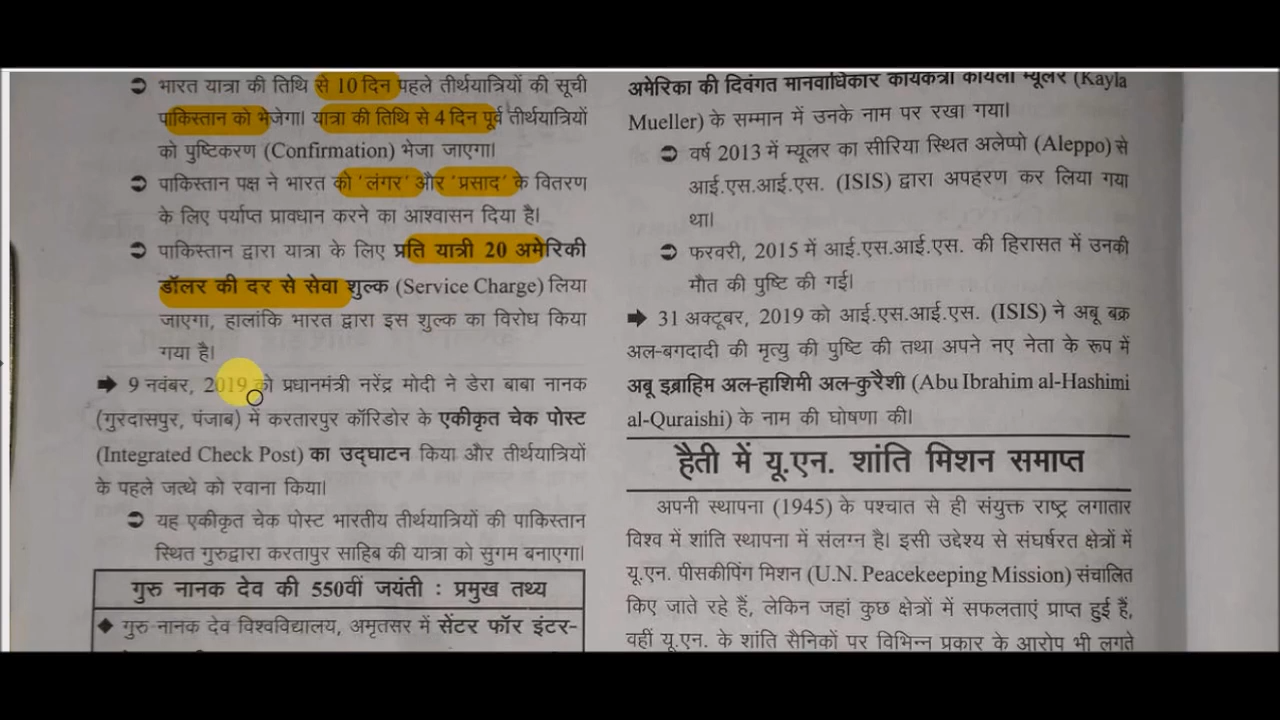 भारत यात्रा की तिथि से 10 दिन पहले तीर्थयात्रियों की सूची
पाकिस्तान को भेजेगा। यात्रा की तिथि से 4 दिन पूर्व तीर्थयात्रियों
को पुष्टिकरण (Confirmation) भेजा जाएगा।
पाकिस्तान पक्ष ने भारत को 'लंगर' और 'प्रसाद' के वितरण
के लिए पर्याप्त प्रावधान करने का आश्वासन दिया है।
पाकिस्तान द्वारा यात्रा के लिए प्रति यात्री 20 अमेरिकी
डॉलर की दर से सेवा शुल्क (Service Charge) लिया
जाएगा, हालांकि भारत द्वारा इस शुल्क का विरोध किया
गया है।
9 नवंबर, 2019 को प्रधानमंत्री नरेंद्र मोदी ने डेरा बाबा नानक
(गुरदासपुर, पंजाब) में करतारपुर कॉरिडोर के एकीकृत चेक पोस्ट
(Integrated Check Post) का उद्घाटन किया और तीर्थयात्रियों
के पहले जत्थे को रवाना किया।
यह एकीकृत चेक पोस्ट भारतीय तीर्थयात्रियों की पाकिस्तान
स्थित गुरुद्वारा करतापुर साहिब की यात्रा को सुगम बनाएगा।
गुरु नानक देव की 550वीं जयंती : प्रमुख तथ्य
गुरु नानक देव विश्वविद्यालय, अमृतसर में सेंटर फॉर इंटर-
अमेरिका की दिवंगत मानवाधिकार कार्यकर्त्री कायला म्यूलर (Kayla
Mueller) के सम्मान में उनके नाम पर रखा गया।
वर्ष 2013 में म्यूलर का सीरिया स्थित अलेप्पो (Aleppo) से
आई.एस.आई.एस. (ISIS) द्वारा अपहरण कर लिया गया
था।
फरवरी, 2015 में आई.एस.आई.एस. की हिरासत में उनकी
मौत की पुष्टि की गई।
31 अक्टूबर, 2019 को आई.एस.आई.एस. (ISIS) ने अबू बक्र
अल-बगदादी की मृत्यु की पुष्टि की तथा अपने नए नेता के रूप में
अबू इब्राहिम अल-हाशिमी अल-कुरैशी (Abu Ibrahim al-Hashimi
al-Quraishi) के नाम की घोषणा की।
हैती में यू.एन. शांति मिशन समाप्त
अपनी स्थापना (1945) के पश्चात से ही संयुक्त राष्ट्र लगातार
विश्व में शांति स्थापना में संलग्न है। इसी उद्देश्य से संघर्षरत क्षेत्रों में
यू.एन. पीसकीपिंग मिशन (U.N. Peacekeeping Mission) संचालित
किए जाते रहे हैं, लेकिन जहां कुछ क्षेत्रों में सफलताएं प्राप्त हुई हैं,
वहीं यू.एन. के शांति सैनिकों पर विभिन्न प्रकार के आरोप भी लगते